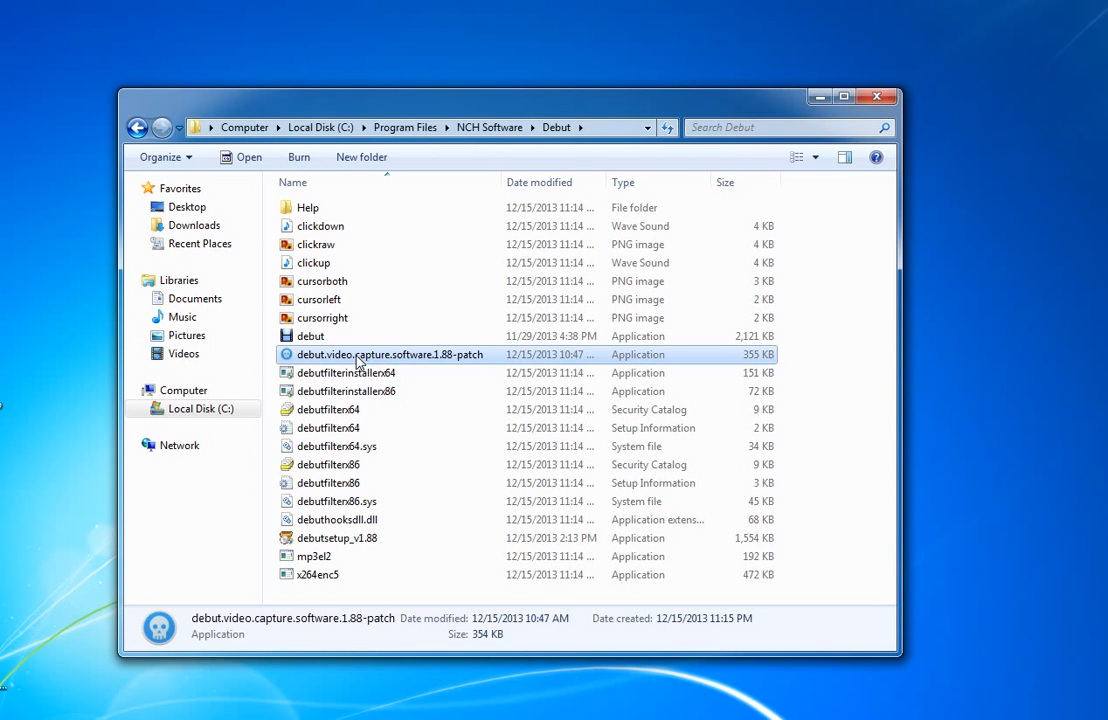 Computer Local Disk (C:) Program Files NCH Software Debut Search Debut
Organize Open Burn New folder
Name Date modified Type Size
Favorites
Desktop
Downloads
Recent Places
Libraries
Documents
Music
Pictures
Videos
Computer
Local Disk (C:)
Network
Help 12/15/2013 11:14 ... File folder
clickdown 12/15/2013 11:14 ... Wave Sound 4 KB
clickraw 12/15/2013 11:14 ... PNG image 4 KB
clickup 12/15/2013 11:14 ... Wave Sound 4 KB
cursorboth 12/15/2013 11:14 ... PNG image 3 KB
cursorleft 12/15/2013 11:14 ... PNG image 2 KB
cursorright 12/15/2013 11:14 ... PNG image 2 KB
debut 11/29/2013 4:38 PM Application 2,121 KB
debut.video.capture.software.1.88-patch 12/15/2013 10:47 ... Application 355 KB
debutfilterinstallerx64 12/15/2013 11:14 ... Application 151 KB
debutfilterinstallerx86 12/15/2013 11:14 ... Application 72 KB
debutfilterx64 12/15/2013 11:14 ... Security Catalog 9 KB
debutfilterx64 12/15/2013 11:14 ... Setup Information 2 KB
debutfilterx64.sys 12/15/2013 11:14 ... System file 34 KB
debutfilterx86 12/15/2013 11:14 ... Security Catalog 9 KB
debutfilterx86 12/15/2013 11:14 ... Setup Information 3 KB
debutfilterx86.sys 12/15/2013 11:14 ... System file 45 KB
debuthooksdll.dll 12/15/2013 11:14 ... Application extens... 68 KB
debutsetup_v1.88 12/15/2013 2:13 PM Application 1,554 KB
mp3el2 12/15/2013 11:14 ... Application 192 KB
x264enc5 12/15/2013 11:14 ... Application 472 KB
debut.video.capture.software.1.88-patch Date modified: 12/15/2013 10:47 AM Date created: 12/15/2013 11:15 PM
Application Size: 354 KB